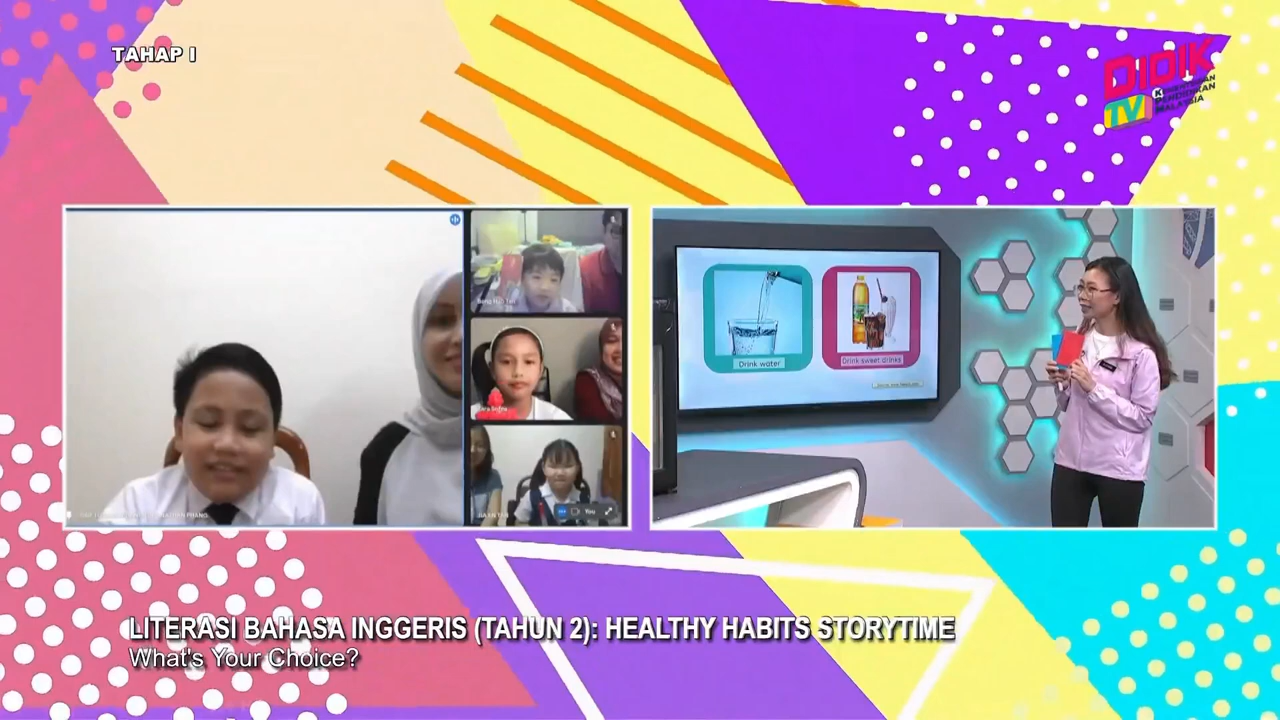 TAHAP I
DIDIK
TV
KEMENTERIAN
PENDIDIKAN
MALAYSIA
Drink water
Drink sweet drinks
You
LITERASI BAHASA INGGERIS (TAHUN 2): HEALTHY HABITS STORYTIME
What's Your Choice?